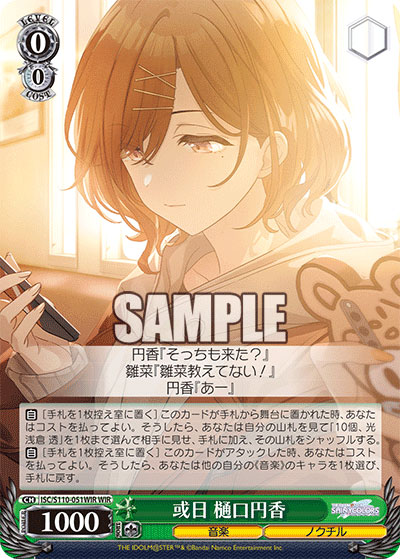 LEVEL
0
0
COST
SAMPLE
円香『そっちも来た?』
雛菜『雛菜教えてない!』
円香『あー』
自 [手札を1枚控え室に置く] このカードが手札から舞台に置かれた時、あなた
はコストを払ってよい。そうしたら、あなたは自分の山札を見て「10個、光
浅倉 透」を1枚まで選んで相手に見せ、手札に加え、その山札をシャッフルする。
自 [手札を1枚控え室に置く] このカードがアタックした時、あなたはコストを
払ってよい。そうしたら、あなたは他の自分の《音楽》のキャラを1枚選び、
手札に戻す。
CH ISC/S110-051WIR WIR
POWER
1000
或日 樋口円香
SHINYCOLORS
音楽
ノクチル
THE IDOLM@STER™ & ©Bandai Namco Entertainment Inc.